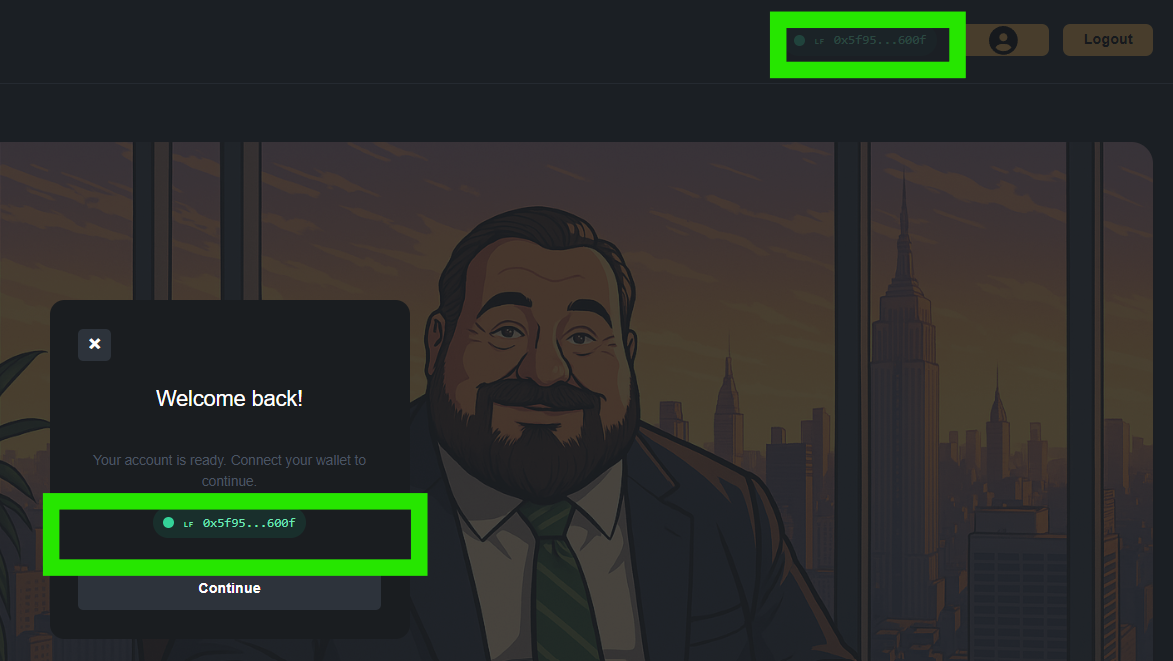 LF 0x5f95...600f
Logout
Welcome back!
Your account is ready. Connect your wallet to
continue.
LF 0x5f95...600f
Continue